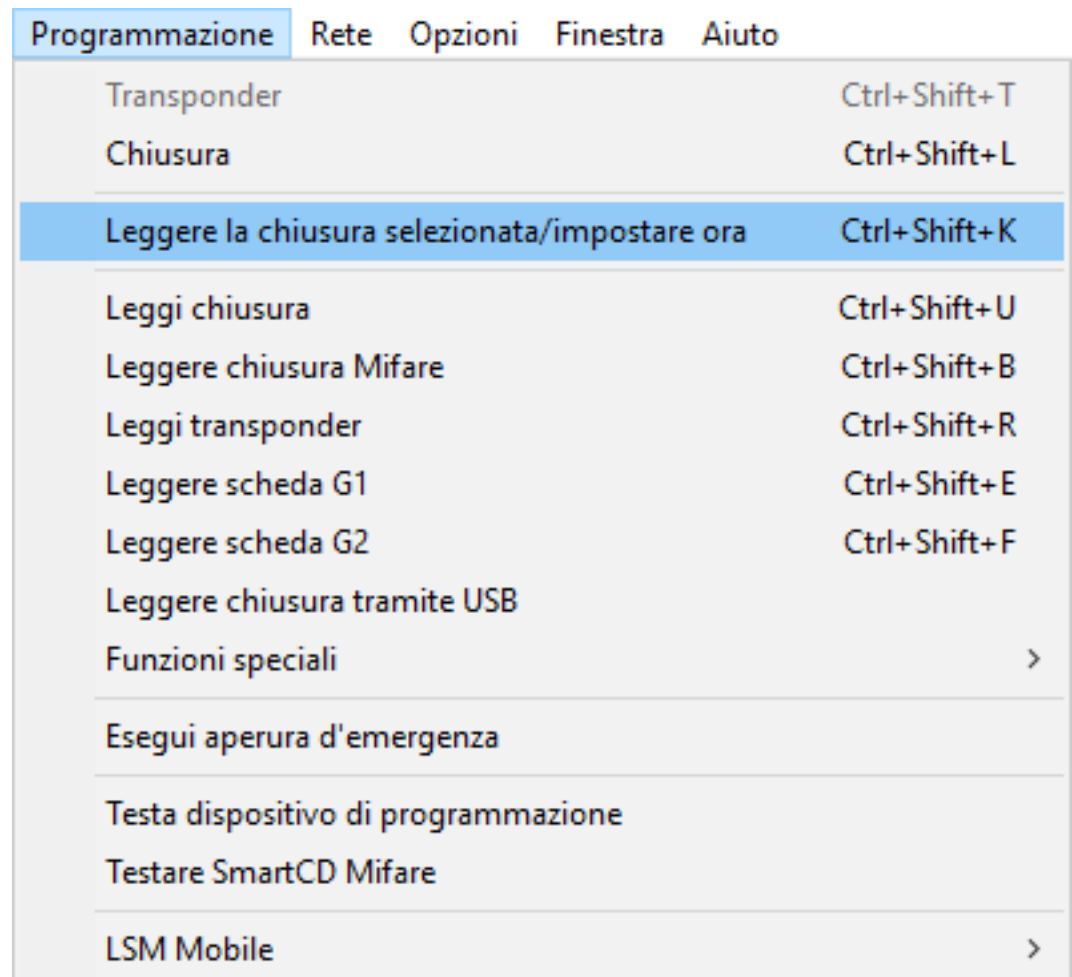 Programmazione Rete Opzioni Finestra Aiuto
Transponder Ctrl+Shift+T
Chiusura Ctrl+Shift+L
Leggere la chiusura selezionata/impostare ora Ctrl+Shift+K
Leggi chiusura Ctrl+Shift+U
Leggere chiusura Mifare Ctrl+Shift+B
Leggi transponder Ctrl+Shift+R
Leggere scheda G1 Ctrl+Shift+E
Leggere scheda G2 Ctrl+Shift+F
Leggere chiusura tramite USB
Funzioni speciali
Esegui aperura d'emergenza
Testa dispositivo di programmazione
Testare SmartCD Mifare
LSM Mobile